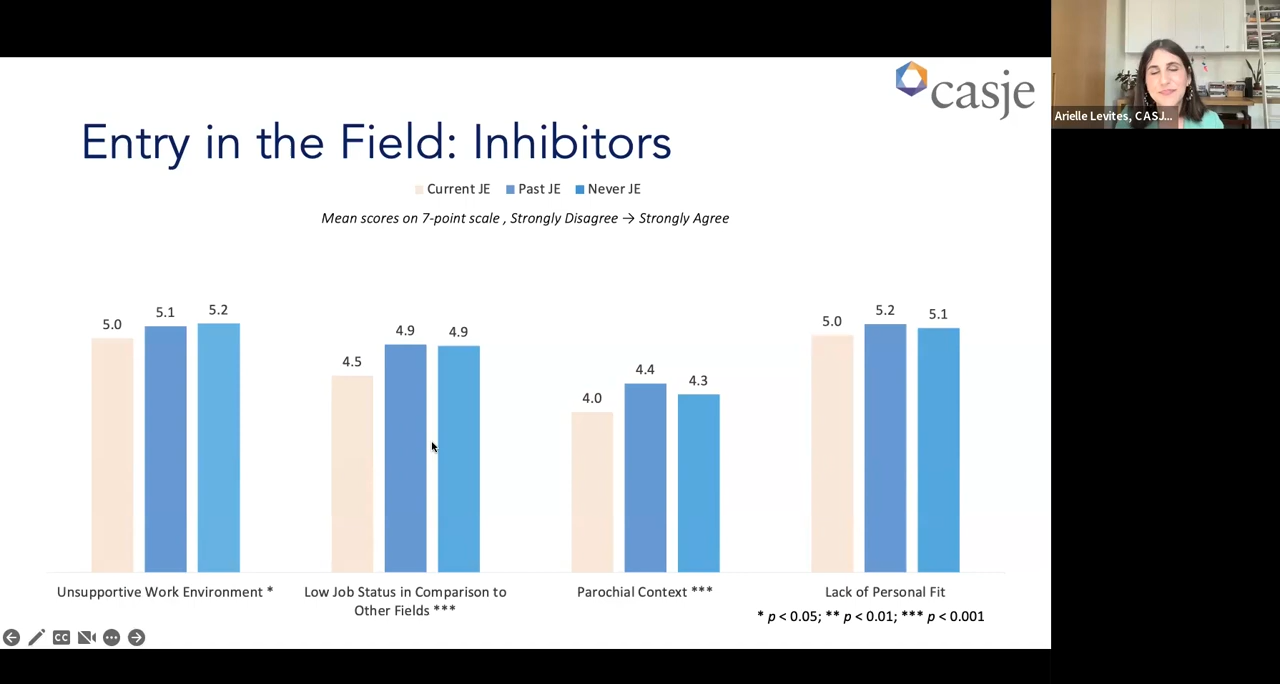 casje
Arielle Levites, CASJ...
Entry in the Field: Inhibitors
Current JE Past JE Never JE
Mean scores on 7-point scale , Strongly Disagree → Strongly Agree
5.0 5.1 5.2
4.5 4.9 4.9
4.0 4.4 4.3
5.0 5.2 5.1
Unsupportive Work Environment *
Low Job Status in Comparison to
Other Fields ***
Parochial Context ***
Lack of Personal Fit
* p < 0.05; ** p < 0.01; *** p < 0.001
CC